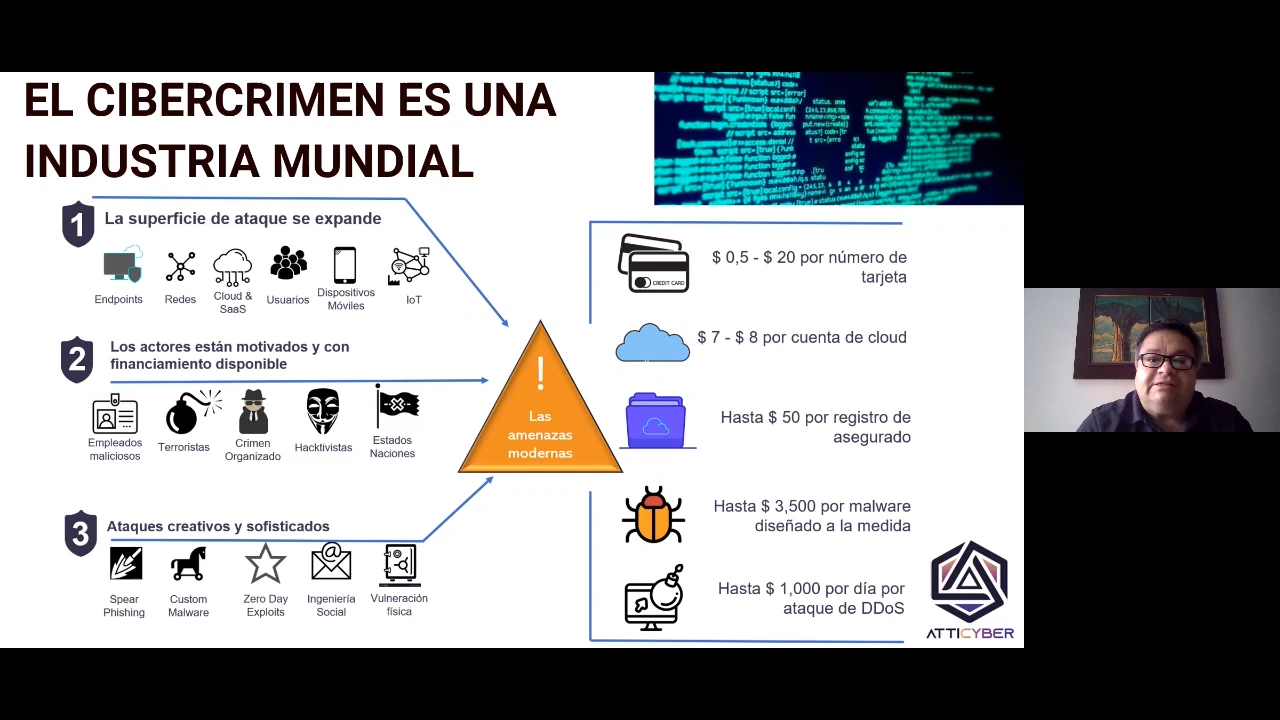 EL CIBERCRIMEN ES UNA
INDUSTRIA MUNDIAL
1
La superficie de ataque se expande
Endpoints
Redes
Cloud &
SaaS
Usuarios
Dispositivos
Móviles
IoT
2
Los actores están motivados y con
financiamiento disponible
Empleados
maliciosos
Terroristas
Crimen
Organizado
Hacktivistas
Estados
Naciones
3
Ataques creativos y sofisticados
Spear
Phishing
Custom
Malware
Zero Day
Exploits
Ingeniería
Social
Vulneración
física
!
Las
amenazas
modernas
CREDIT CARD
$ 0,5 - $ 20 por número de
tarjeta
$ 7 - $ 8 por cuenta de cloud
Hasta $ 50 por registro de
asegurado
Hasta $ 3,500 por malware
diseñado a la medida
Hasta $ 1,000 por día por
ataque de DDoS
ATTICYBER